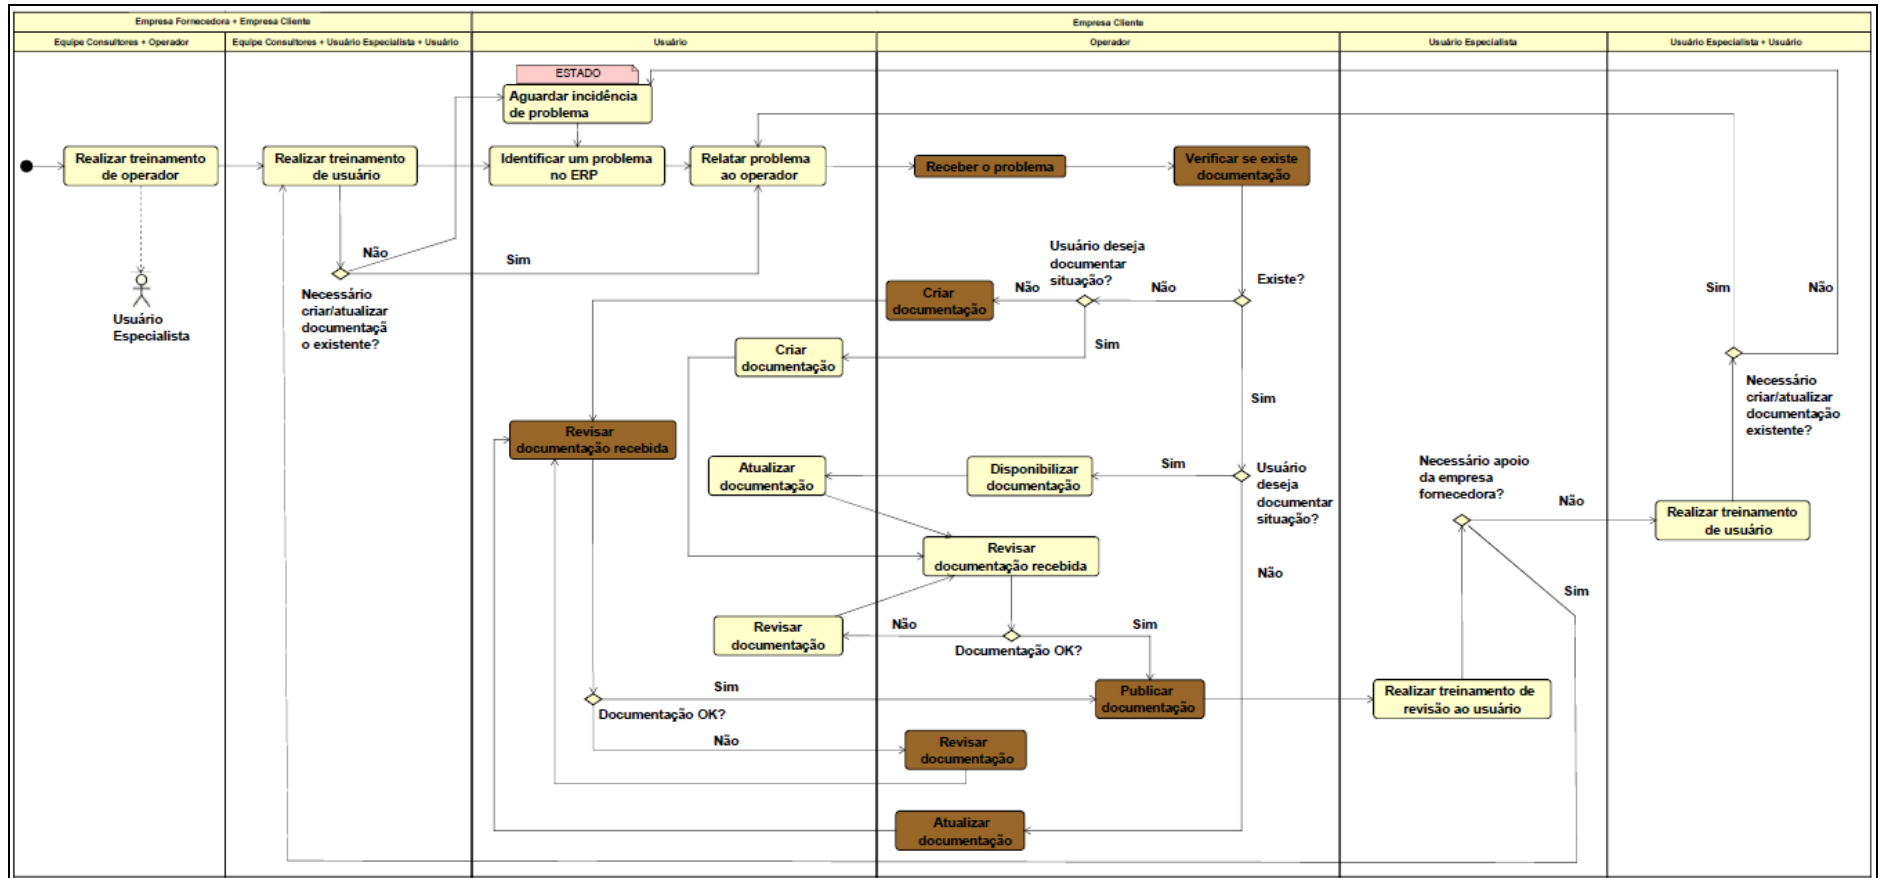 Empresa Fornecedora + Empresa Cliente
Empresa Cliente
Equipe Consultores + Operador
Equipe Consultores + Usuário Especialista + Usuário
Usuário
Operador
Usuário Especialista
Usuário Especialista + Usuário
ESTADO
Aguardar incidência
de problema
Realizar treinamento
de operador
Realizar treinamento
de usuário
Identificar um problema
no ERP
Relatar problema
ao operador
Receber o problema
Verificar se existe
documentação
Não
Sim
Usuário
Especialista
Necessário
criar/atualizar
documentaçã
o existente?
Usuário deseja
documentar
situação?
Existe?
Não
Não
Criar
documentação
Sim
Criar
documentação
Sim
Sim
Não
Necessário
criar/atualizar
documentação
existente?
Revisar
documentação recebida
Atualizar
documentação
Disponibilizar
documentação
Sim
Usuário
deseja
documentar
situação?
Necessário apoio
da empresa
fornecedora?
Não
Realizar treinamento
de usuário
Revisar
documentação recebida
Não
Sim
Revisar
documentação
Não
Sim
Documentação OK?
Sim
Documentação OK?
Publicar
documentação
Realizar treinamento de
revisão ao usuário
Não
Revisar
documentação
Atualizar
documentação